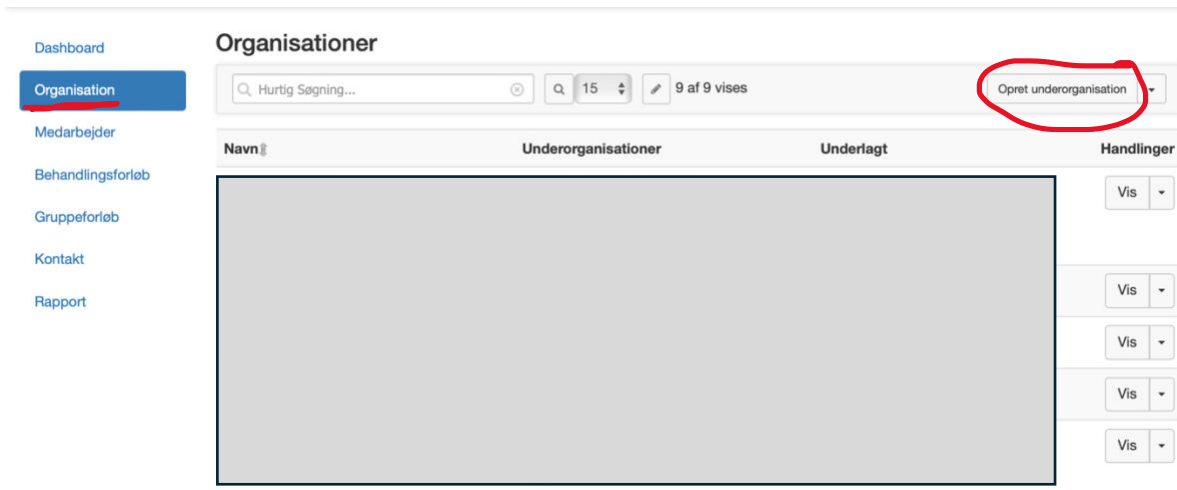 Dashboard
Organisation
Medarbejder
Behandlingsforløb
Gruppeforløb
Kontakt
Rapport
Organisationer
Hurtig Søgning...
15
9 af 9 vises
Opret underorganisation
Navn Underorganisationer Underlagt Handlinger
Vis
Vis
Vis
Vis
Vis